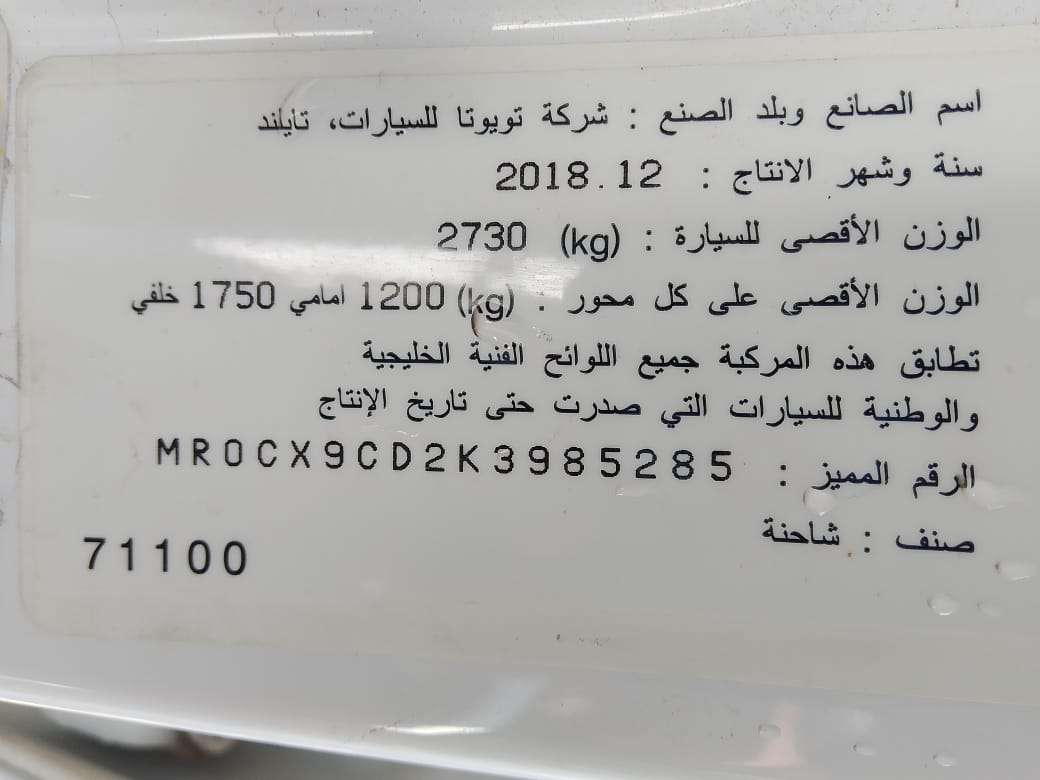 اسم الصانع وبلد الصنع : شركة تويوتا للسيارات، تايلند
سنة وشهر الانتاج : 2018.12
الوزن الأقصى للسيارة : (kg) 2730
الوزن الأقصى على كل محور : (kg) 1200 امامي 1750 خلفي
تطابق هذه المركبة جميع اللوائح الفنية الخليجية
والوطنية للسيارات التي صدرت حتى تاريخ الإنتاج
الرقم المميز : MR0CX9CD2K3985285
صنف : شاحنة
71100